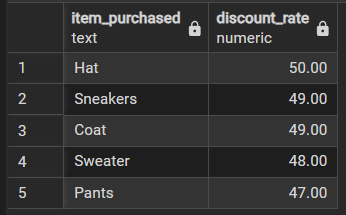 item_purchased discount_rate
text numeric
1 Hat 50.00
2 Sneakers 49.00
3 Coat 49.00
4 Sweater 48.00
5 Pants 47.00